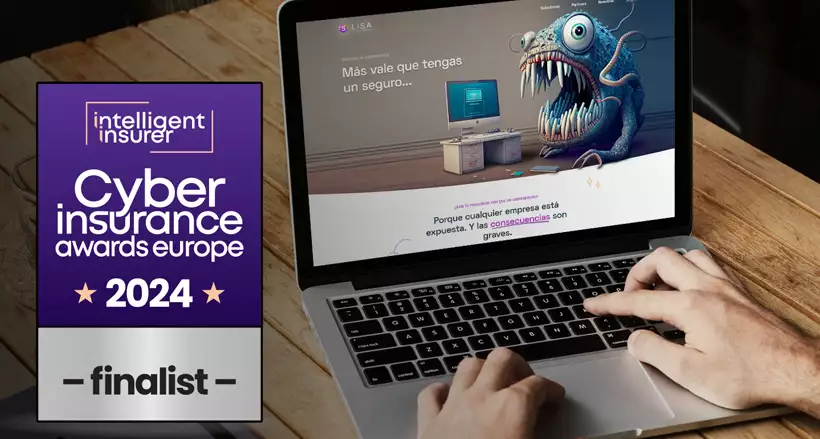 intelligent
insurer
Cyber
insurance
awards europe
2024
– finalist –
LISA
Más vale que tengas
un seguro...
Porque cualquier empresa está
expuesta. Y las consecuencias son
graves.